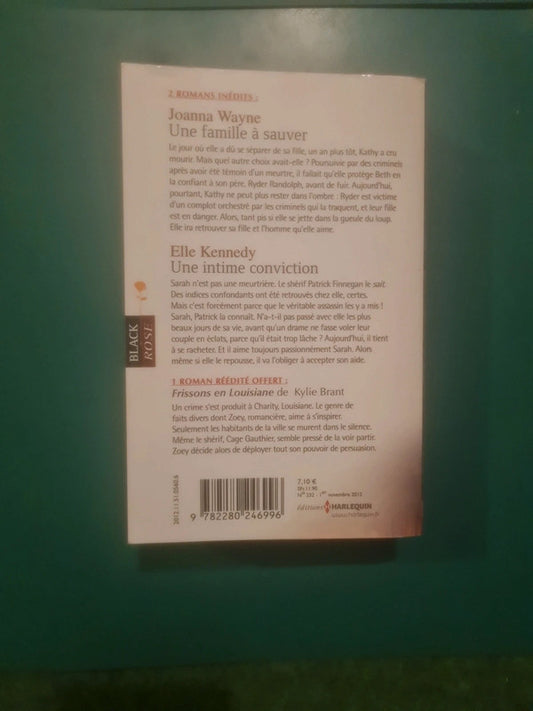 2 ROMANS INÉDITS :
Joanna Wayne
Une famille à sauver
Le jour où elle a dû se séparer de sa fille, un an plus tôt, Kathy a cru
mourir. Mais quel autre choix avait-elle ? Poursuivie par des criminels
après avoir été témoin d'un meurtre, il fallait qu'elle protège Beth en
la confiant à son père, Ryder Randolph, avant de fuir. Aujourd'hui,
pourtant, Kathy ne peut plus rester dans l'ombre : Ryder est victime
d'un complot orchestré par les criminels qui la traquent, et leur fille
est en danger. Alors, tant pis si elle se jette dans la gueule du loup.
Elle ira retrouver sa fille et l'homme qu'elle aime.
Elle Kennedy
Une intime conviction
Sarah n'est pas une meurtrière. Le shérif Patrick Finnegan le sait.
Des indices confondants ont été retrouvés chez elle, certes.
Mais c'est forcément parce que le véritable assassin les y a mis !
Sarah, Patrick la connaît. N'a-t-il pas passé avec elle les plus
beaux jours de sa vie, avant qu'un drame ne fasse voler leur
couple en éclats, parce qu'il était trop lâche ? Aujourd'hui, il tient
à se racheter. Et il aime toujours passionnément Sarah. Alors
même si elle le repousse, il va l'obliger à accepter son aide.
1 ROMAN RÉÉDITÉ OFFERT :
Frissons en Louisiane de Kylie Brant
Un crime s'est produit à Charity, Louisiane. Le genre de
faits divers dont Zoey, romancière, aime à s'inspirer.
Seulement les habitants de la ville se murent dans le silence.
Même le shérif, Cage Gauthier, semble pressé de la voir partir.
Zoey décide alors de déployer tout son pouvoir de persuasion.
BLACK
ROSE
2012.11.51.0560.6
9 782280 246996
7,10 €
N° 232 - 1er novembre 2012
éditions HARLEQUIN
www.harlequin.fr